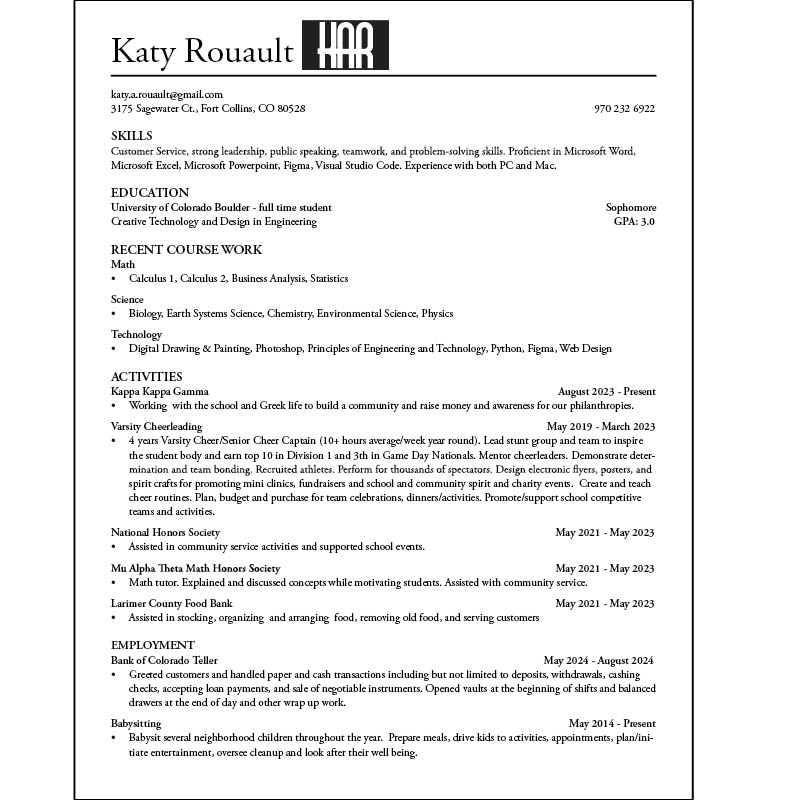 Katy Rouault KAR
katy.a.rouault@gmail.com
3175 Sagewater Ct., Fort Collins, CO 80528 970 232 6922
SKILLS
Customer Service, strong leadership, public speaking, teamwork, and problem-solving skills. Proficient in Microsoft Word,
Microsoft Excel, Microsoft Powerpoint, Figma, Visual Studio Code. Experience with both PC and Mac.
EDUCATION
University of Colorado Boulder - full time student Sophomore
Creative Technology and Design in Engineering GPA: 3.0
RECENT COURSE WORK
Math
• Calculus 1, Calculus 2, Business Analysis, Statistics
Science
• Biology, Earth Systems Science, Chemistry, Environmental Science, Physics
Technology
• Digital Drawing & Painting, Photoshop, Principles of Engineering and Technology, Python, Figma, Web Design
ACTIVITIES
Kappa Kappa Gamma August 2023 - Present
• Working with the school and Greek life to build a community and raise money and awareness for our philanthropies.
Varsity Cheerleading May 2019 - March 2023
• 4 years Varsity Cheer/Senior Cheer Captain (10+ hours average/week year round). Lead stunt group and team to inspire
the student body and earn top 10 in Division 1 and 3th in Game Day Nationals. Mentor cheerleaders. Demonstrate deter-
mination and team bonding. Recruited athletes. Perform for thousands of spectators. Design electronic flyers, posters, and
spirit crafts for promoting mini clinics, fundraisers and school and community spirit and charity events. Create and teach
cheer routines. Plan, budget and purchase for team celebrations, dinners/activities. Promote/support school competitive
teams and activities.
National Honors Society May 2021 - May 2023
• Assisted in community service activities and supported school events.
Mu Alpha Theta Math Honors Society May 2021 - May 2023
• Math tutor. Explained and discussed concepts while motivating students. Assisted with community service.
Larimer County Food Bank May 2021 - May 2023
• Assisted in stocking, organizing and arranging food, removing old food, and serving customers
EMPLOYMENT
Bank of Colorado Teller May 2024 - August 2024
• Greeted customers and handled paper and cash transactions including but not limited to deposits, withdrawals, cashing
checks, accepting loan payments, and sale of negotiable instruments. Opened vaults at the beginning of shifts and balanced
drawers at the end of day and other wrap up work.
Babysitting May 2014 - Present
• Babysit several neighborhood children throughout the year. Prepare meals, drive kids to activities, appointments, plan/ini-
tiate entertainment, oversee cleanup and look after their well being.